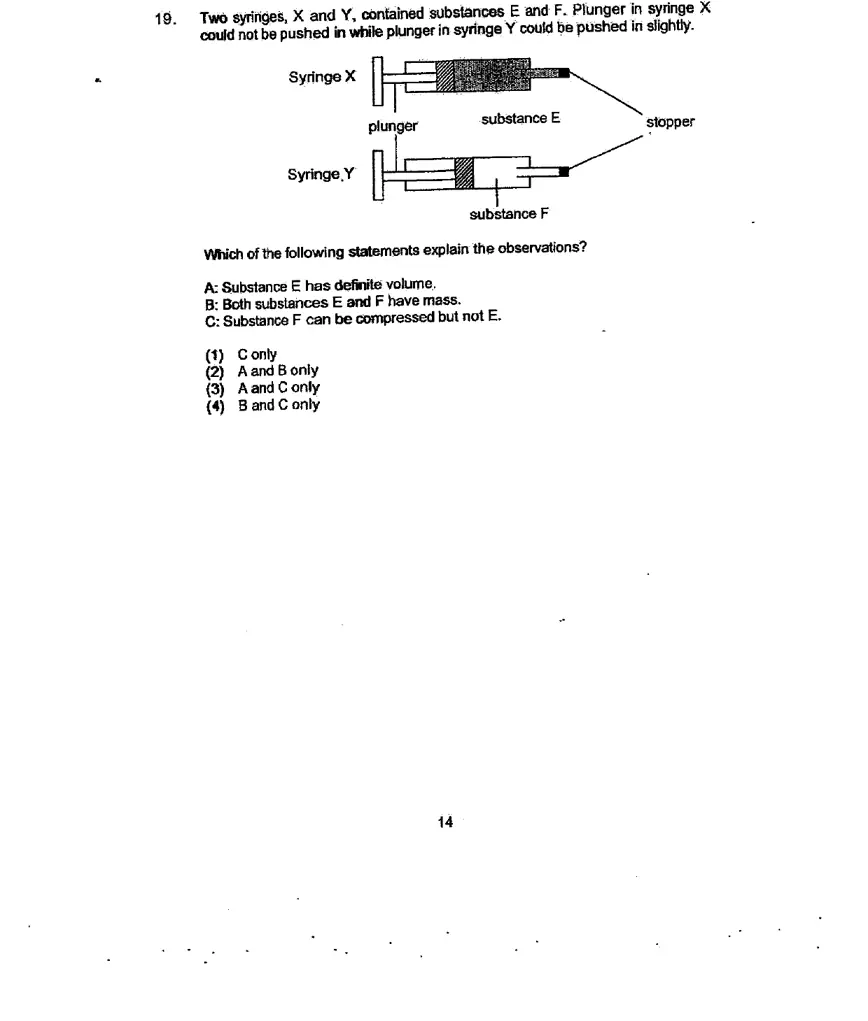 19. Two syringes, X and Y, contained substances E and F. Plunger in syringe X
could not be pushed in while plunger in syringe Y could be pushed in slightly.
Syringe X
plunger
substance E
stopper
Syringe Y
substance F
Which of the following statements explain the observations?
A: Substance E has definite volume.
B: Both substances E and F have mass.
C: Substance F can be compressed but not E.
(1) C only
(2) A and B only
(3) A and C only
(4) B and C only
14